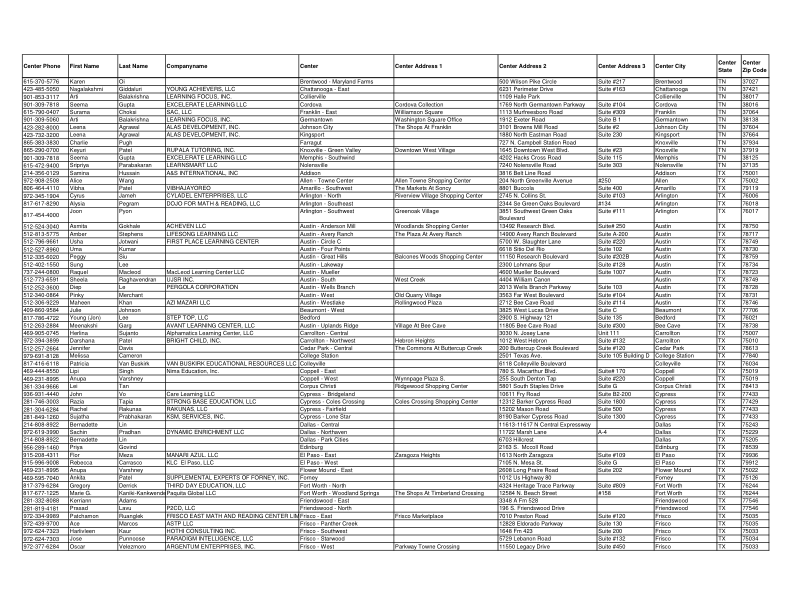 Center Phone First Name Last Name Companyname Center Center Address 1 Center Address 2 Center Address 3 Center City Center State Center Zip Code
615-370-5776 Karen Oi Brentwood - Maryland Farms 500 Wilson Pike Circle Suite #217 Brentwood TN 37027
423-485-5050 Nagalakshmi Giddaluri YOUNG ACHIEVERS, LLC Chattanooga - East 6231 Perimeter Drive Suite #163 Chattanooga TN 37421
901-853-3117 Arti Balakrishna LEARNING FOCUS, INC. Collierville 1109 Halle Park Collierville TN 38017
901-309-7818 Seema Gupta EXCELERATE LEARNING LLC Cordova Cordova Collection 1769 North Germantown Parkway Suite #104 Cordova TN 38016
615-790-0407 Surama Choksi SAC, LLC Franklin - East Williamson Square 1113 Murfreesboro Road Suite #309 Franklin TN 37064
901-309-5060 Arti Balakrishna LEARNING FOCUS, INC. Germantown Washington Square Office 1912 Exeter Road Suite B 1 Germantown TN 38138
423-282-8000 Leena Agrawal ALAS DEVELOPMENT, INC. Johnson City The Shops At Franklin 3101 Browns Mill Road Suite #2 Johnson City TN 37604
423-732-3200 Leena Agrawal ALAS DEVELOPMENT, INC. Kingsport 1880 North Eastman Road Suite 230 Kingsport TN 37664
865-383-3830 Charlie Pugh Farragut 727 N. Campbell Station Road Knoxville TN 37934
865-290-0700 Keyuri Patel RUPALA TUTORING, INC. Knoxville - Green Valley Downtown West Village 1645 Downtown West Blvd. Suite #23 Knoxville TN 37919
901-309-7818 Seema Gupta EXCELERATE LEARNING LLC Memphis - Southwind 4202 Hacks Cross Road Suite 115 Memphis TN 38125
615-472-9400 Sripriya Parabakaran LEARNSMART LLC Nolensville 7240 Nolensville Road Suite 303 Nolensville TN 37135
214-356-0129 Samina Hussain A&S INTERNATIONAL, INC Addison 3816 Belt Line Road Addison TX 75001
972-908-2508 Alice Wang Allen - Towne Center Allen Towne Shopping Center 204 North Greenville Avenue #250 Allen TX 75002
806-464-4110 Vibha Patel VIBHAJAYOREO Amarillo - Southwest The Markets At Soncy 8801 Buccola Suite 400 Amarillo TX 79119
972-345-1904 Cyrus Jameh CYLADEL ENTERPRISES, LLC Arlington - North Riverview Village Shopping Center 2745 N. Collins St. Suite #103 Arlington TX 76006
817-617-8290 Alysia Pegram DOJO FOR MATH & READING, LLC Arlington - Southeast 2344 Se Green Oaks Boulevard #134 Arlington TX 76018
817-454-4000 Joon Pyon Arlington - Southwest Greenoak Village 3851 Southwest Green Oaks Boulevard Suite #111 Arlington TX 76017
512-524-3040 Asmita Gokhale ACHEVEN LLC Austin - Anderson Mill Woodlands Shopping Center 13492 Research Blvd. Suite# 250 Austin TX 78750
512-813-5775 Amber Stephens LIFESONG LEARNING LLC Austin - Avery Ranch The Plaza At Avery Ranch 14900 Avery Ranch Boulevard Suite A-200 Austin TX 78717
512-796-9661 Usha Jotwani FIRST PLACE LEARNING CENTER Austin - Circle C 5700 W. Slaughter Lane Suite #220 Austin TX 78749
512-527-8960 Uma Kumar Austin - Four Points 6618 Sitio Del Rio Suite 102 Austin TX 78730
512-335-6020 Peggy Siu Austin - Great Hills Balcones Woods Shopping Center 11150 Research Boulevard Suite #202B Austin TX 78759
512-402-1550 Sung Lee Austin - Lakeway 2300 Lohmans Spur Suite #128 Austin TX 78734
737-244-0800 Raquel Macleod MacLeod Learning Center LLC Austin - Mueller 4600 Mueller Boulevard Suite 1007 Austin TX 78723
512-773-6591 Sheela Raghavendran UJSR INC. Austin - South West Creek 4404 William Canon Austin TX 78749
512-252-3600 Diep Le PERGOLA CORPORATION Austin - Wells Branch 2013 Wells Branch Parkway Suite 103 Austin TX 78728
512-340-0864 Pinky Merchant Austin - West Old Quarry Village 3563 Far West Boulevard Suite #104 Austin TX 78731
512-306-9229 Maheen Khan AZI MAZARI LLC Austin - Westlake Rollingwood Plaza 2712 Bee Cave Road Suite #114 Austin TX 78746
409-860-9584 Julie Johnson Beaumont - West 3825 West Lucas Drive Suite C Beaumont TX 77706
817-786-4722 Young (Jon) Lee STEP TOP, LLC Bedford 2900 S. Highway 121 Suite 135 Bedford TX 76021
512-263-2884 Meenakshi Garg AVANT LEARNING CENTER, LLC Austin - Uplands Ridge Village At Bee Cave 11805 Bee Cave Road Suite #300 Bee Cave TX 78738
469-905-0745 Herlina Sujanto Alphamatics Learning Center, LLC Carrollton - Central 3030 N. Josey Lane Unit 111 Carrollton TX 75007
972-394-3899 Darshana Patel BRIGHT CHILD, INC. Carrollton - Northwest Hebron Heights 1012 West Hebron Suite #132 Carrollton TX 75010
512-257-2664 Jennifer Davis Cedar Park - Central The Commons At Buttercup Creek 200 Buttercup Creek Boulevard Suite #120 Cedar Park TX 78613
979-691-8128 Melissa Cameron College Station 2501 Texas Ave. Suite 105 Building D College Station TX 77840
817-416-6118 Patricia Van Buskirk VAN BUSKIRK EDUCATIONAL RESOURCES LLC Colleyville 6118 Colleyville Boulevard Colleyville TX 76034
469-444-8550 Lipi Singh Nima Education, Inc. Coppell - East 780 S. Macarthur Blvd. Suite# 170 Coppell TX 75019
469-231-8995 Anupa Varshney Coppell - West Wynnpage Plaza S. 255 South Denton Tap Suite #220 Coppell TX 75019
361-334-9666 Lei Tan Corpus Christi Ridgewood Shopping Center 5801 South Staples Drive Suite G Corpus Christi TX 78413
936-931-4440 John Vo Care Learning LLC Cypress - Bridgeland 10611 Fry Road Suite B2-200 Cypress TX 77433
281-746-3003 Razia Tapia STRONG BASE EDUCATION, LLC Cypress - Coles Crossing Coles Crossing Shopping Center 12312 Barker Cypress Road Suite 1800 Cypress TX 77429
281-304-6284 Rachel Rakunas RAKUNAS, LLC Cypress - Fairfield 15202 Mason Road Suite 500 Cypress TX 77433
281-849-1260 Sujatha Prabhakaran KSM, SERVICES, INC. Cypress - Lone Star 8190 Barker Cypress Road Suite 1300 Cypress TX 77433
214-808-8922 Bernadette Lin Dallas - Central 11613-11617 N Central Expressway Dallas TX 75243
972-619-3990 Sachin Pradhan DYNAMIC ENRICHMENT LLC Dallas - Northaven 11722 Marsh Lane A-4 Dallas TX 75229
214-808-8922 Bernadette Lin Dallas - Park Cities 6703 Hillcrest Dallas TX 75205
956-289-1460 Priya Govind Edinburg 2163 S. Mccoll Road Edinburg TX 78539
915-208-4311 Flor Meza MANARI AZUL, LLC El Paso - East Zaragoza Heights 1613 North Zaragoza Suite #109 El Paso TX 79936
915-996-9008 Rebecca Carrasco KLC El Paso, LLC El Paso - West 7105 N. Mesa St. Suite G El Paso TX 79912
469-231-8995 Anupa Varshney Flower Mound - East 2608 Long Prairie Road Suite 202 Flower Mound TX 75022
469-595-7040 Ankita Patel SUPPLEMENTAL EXPERTS OF FORNEY, INC. Forney 1012 Us Highway 80 Forney TX 75126
817-379-6284 Gregory Derrick THIRD DAY EDUCATION, LLC Fort Worth - North 4324 Heritage Trace Parkway Suite #809 Fort Worth TX 76244
817-677-1225 Marie G. Kaniki-Kankwende Paquita Global LLC Fort Worth - Woodland Springs The Shops At Timberland Crossing 12584 N. Beach Street #158 Fort Worth TX 76244
281-332-8088 Kerriann Adams Friendswood - East 3348 A Fm 528 Friendswood TX 77546
281-819-4181 Prasad Lavu P2CD, LLC Friendswood - North 196 S. Friendswood Drive Friendswood TX 77546
972-334-9989 Patchamon Ruanglek FRISCO EAST MATH AND READING CENTER LIM Frisco - East Frisco Marketplace 7010 Preston Road Suite #120 Frisco TX 75035
972-439-9700 Ace Marcos ASTP LLC Frisco - Panther Creek 12828 Eldorado Parkway Suite 130 Frisco TX 75035
972-624-7323 Harlivleen Kaur HOTHI CONSULTING INC. Frisco - Southwest 1648 Fm 423 Suite 200 Frisco TX 75033
972-624-7303 Jose Punnoose PARADIGM INTELLIGENCE, LLC Frisco - Starwood 5729 Lebanon Road Suite #132 Frisco TX 75034
972-377-6284 Oscar Velezmoro ARGENTUM ENTERPRISES, INC. Frisco - West Parkway Towne Crossing 11550 Legacy Drive Suite #450 Frisco TX 75033